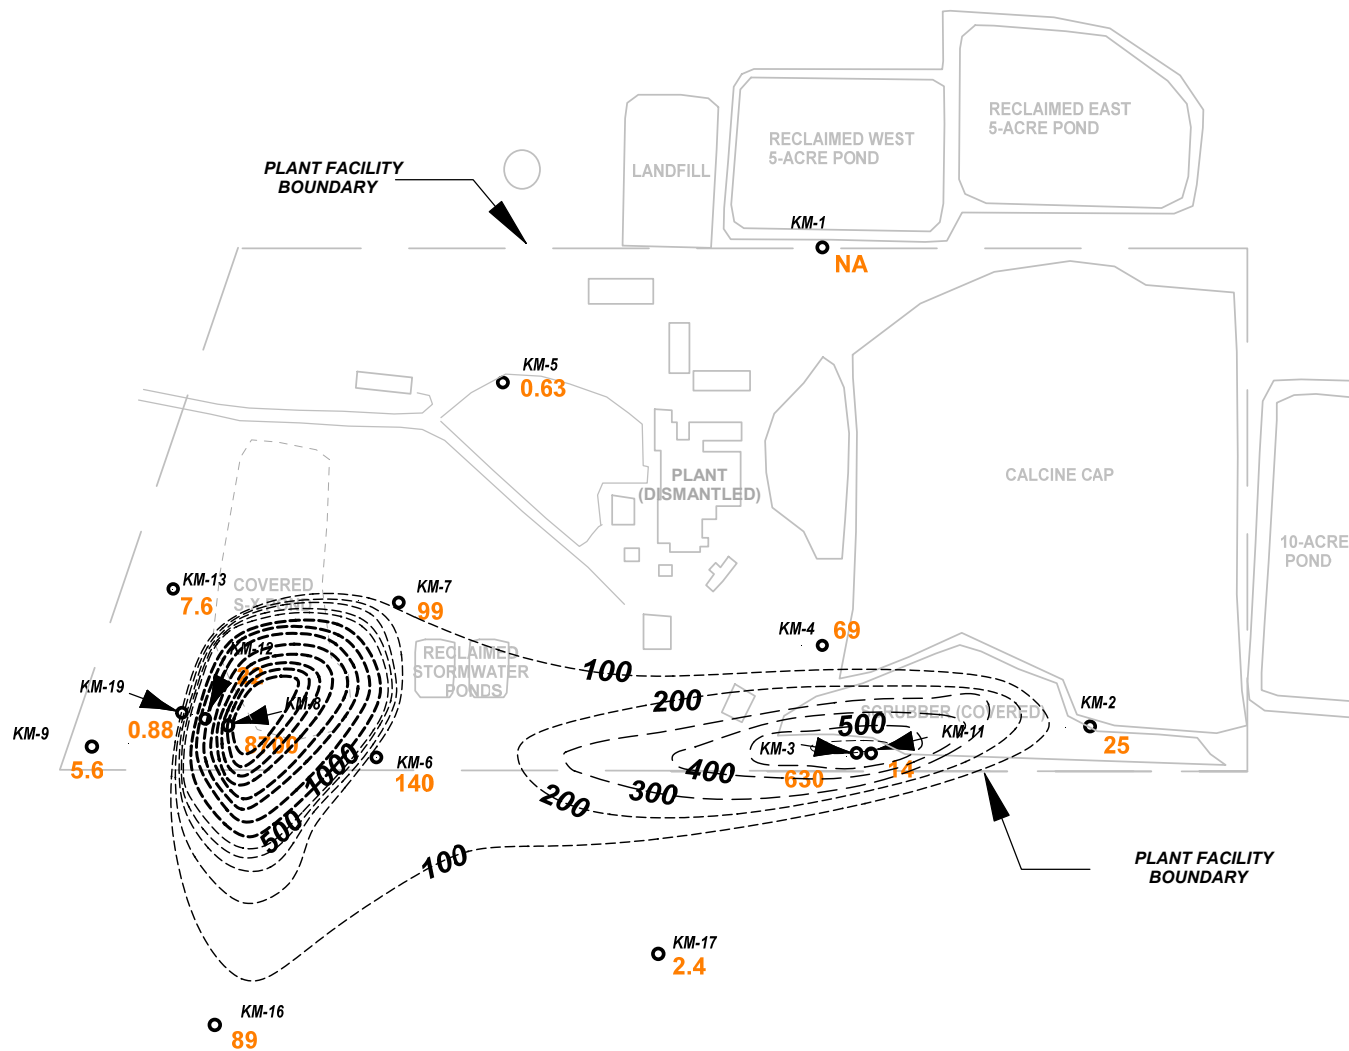 RECLAIMED EAST
5-ACRE POND
RECLAIMED WEST
5-ACRE POND
LANDFILL
PLANT FACILITY
BOUNDARY
KM-1
NA
KM-5
0.63
PLANT
(DISMANTLED)
CALCINE CAP
10-ACRE
POND
KM-13
7.6
COVERED
KM-7
99
KM-4
69
KM-12
RECLAIMED
STORMWATER
PONDS
100
200
KM-19
0.88
KM-8
8700
KM-9
5.6
1000
KM-6
140
500
SCRUBBER (COVERED)
500
KM-11
KM-3
630
14
KM-2
25
400
300
200
100
PLANT FACILITY
BOUNDARY
KM-17
2.4
KM-16
89